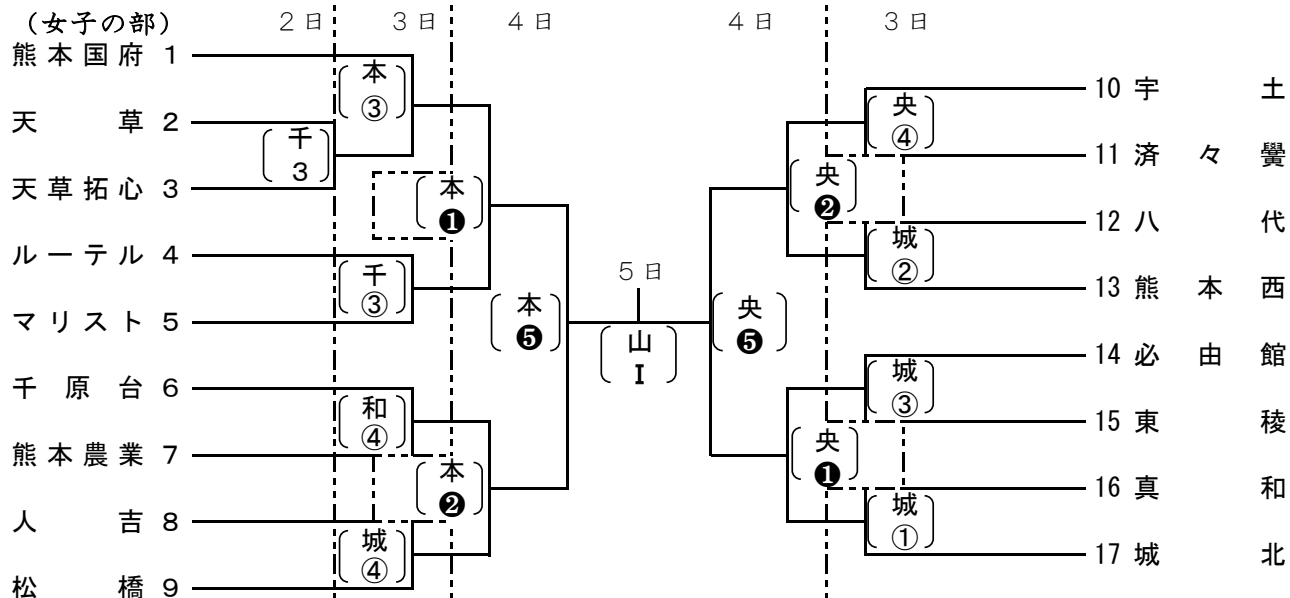 (女子の部) 2日 3日 4日 4日 3日
熊本国府 1
本
③
10 宇土
天草 2
央
④
千
3
11 済々黌
天草拓心 3
本
❶
央
❷
12 八代
ルーテル 4
城
②
千
③
5日
13 熊本西
マリスト 5
本
❺
山
I
央
❺
14 必由館
千原台 6
城
③
和
④
15 東稜
熊本農業 7
本
❷
央
❶
16 真和
人吉 8
城
①
城
④
17 城北
松橋 9